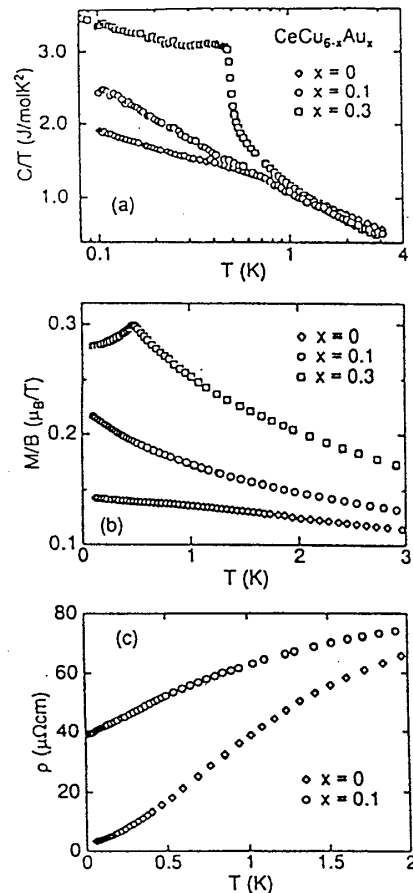 CeCu6-xAux
x = 0
x = 0.1
x = 0.3
3.0
2.0
1.0
C/T (J/molK2)
(a)
0.1
1
4
T (K)
0.3
0.2
0.1
M/B (μB/T)
x = 0
x = 0.1
x = 0.3
(b)
0
1
2
3
T (K)
80
60
40
20
0
ρ (μΩcm)
(c)
x = 0
x = 0.1
0
0.5
1
1.5
2
T (K)